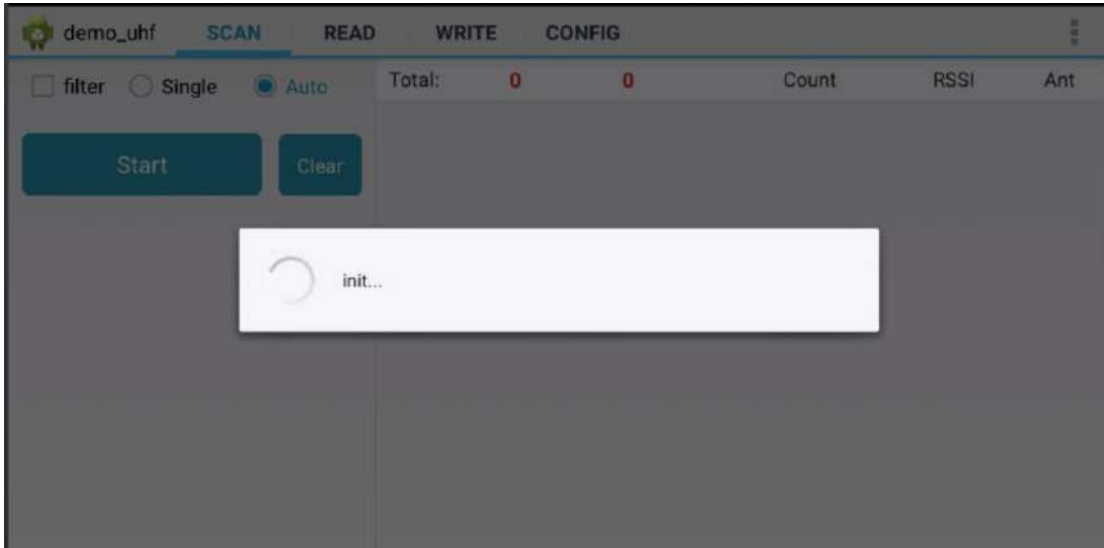 demo_uhf SCAN READ WRITE CONFIG
filter Single Auto Total: 0 0 Count RSSI Ant
Start Clear
init...